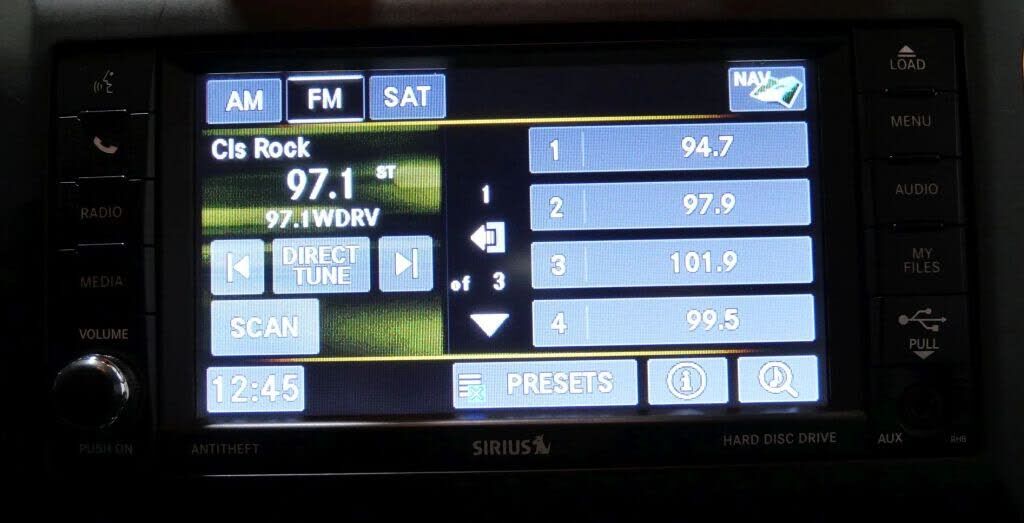 LOAD
MENU
AUDIO
MY
FILES
PULL
AUX
RHB
RADIO
MEDIA
VOLUME
PUSH ON
ANTITHEFT
SIRIUS
HARD DISC DRIVE
AM FM SAT NAV
Cls Rock
97.1 ST
97.1WDRV
DIRECT
TUNE
SCAN
12:45
1
of 3
1 94.7
2 97.9
3 101.9
4 99.5
PRESETS